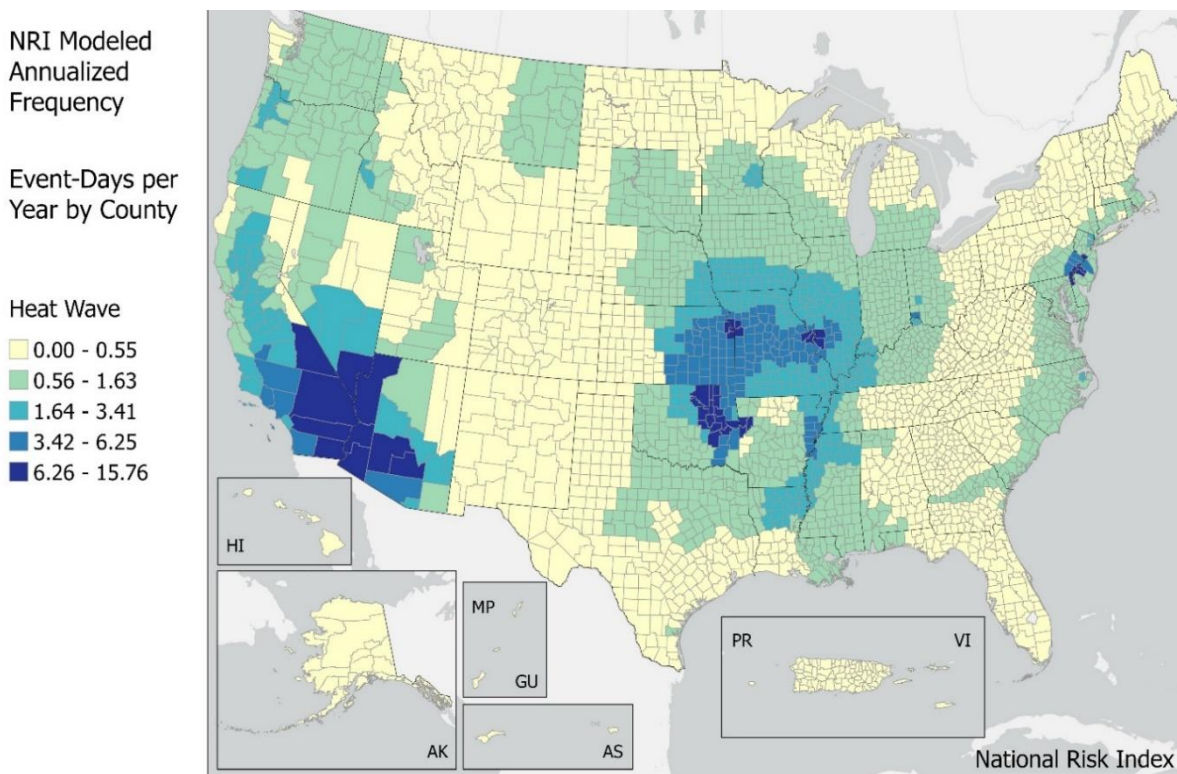 NRI Modeled
Annualized
Frequency
Event-Days per
Year by County
Heat Wave
0.00 - 0.55
0.56 - 1.63
1.64 - 3.41
3.42 - 6.25
6.26 - 15.76
HI
AK
MP
GU
AS
PR
VI
National Risk Index